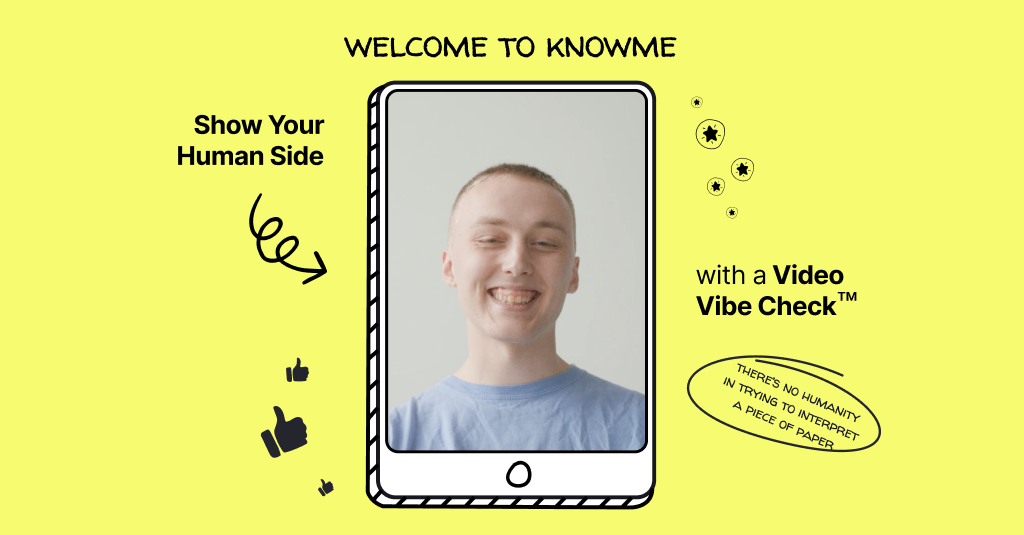 WELCOME TO KNOWME
Show Your
Human Side
with a Video
Vibe Check™
THERE'S NO HUMANITY
IN TRYING TO INTERPRET
A PIECE OF PAPER